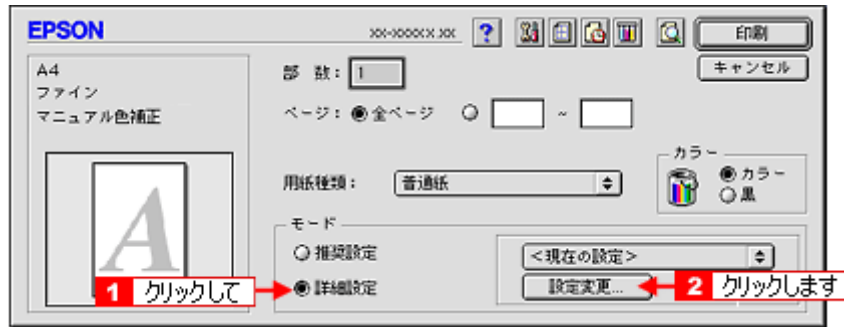 EPSON
XX-XXXXX X.XX
印刷
キャンセル
A4
ファイン
マニュアル色補正
部 数: 1
ページ: 全ページ ~
用紙種類: 普通紙
カラー
カラー
黒
モード
推奨設定
詳細設定
<現在の設定>
設定変更...
1 クリックして
2 クリックします
A